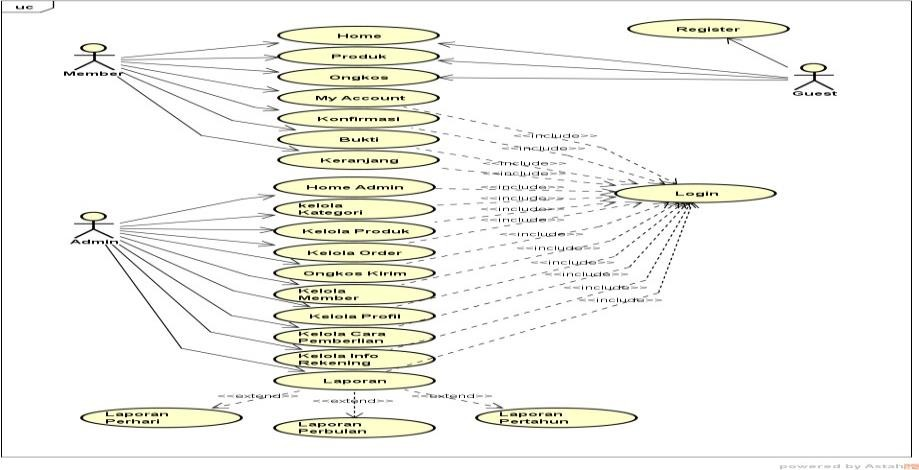 uc
Home
Register
Produk
Member
Ongkos
Guest
My Account
Konfirmasi
<<include>>
Bukti
<<include>>
Keranjang
<<include>>
<<include>>
Home Admin
<<include>>
Login
<<include>>
kelola
Kategori
<<include>>
<<include>>
Kelola Produk
<<include>>
Admin
Kelola Order
<<include>>
<<include>>
Ongkos Kirim
<<include>>
Kelola
Member
<<include>>
<<include>>
Kelola Profil
Kelola Cara
Pemberlian
Kelola Info
Rekening
Laporan
<<extend>>
<<extend>>
<<extend>>
Laporan
Perhari
Laporan
Perbulan
Laporan
Pertahun
powered by Astah